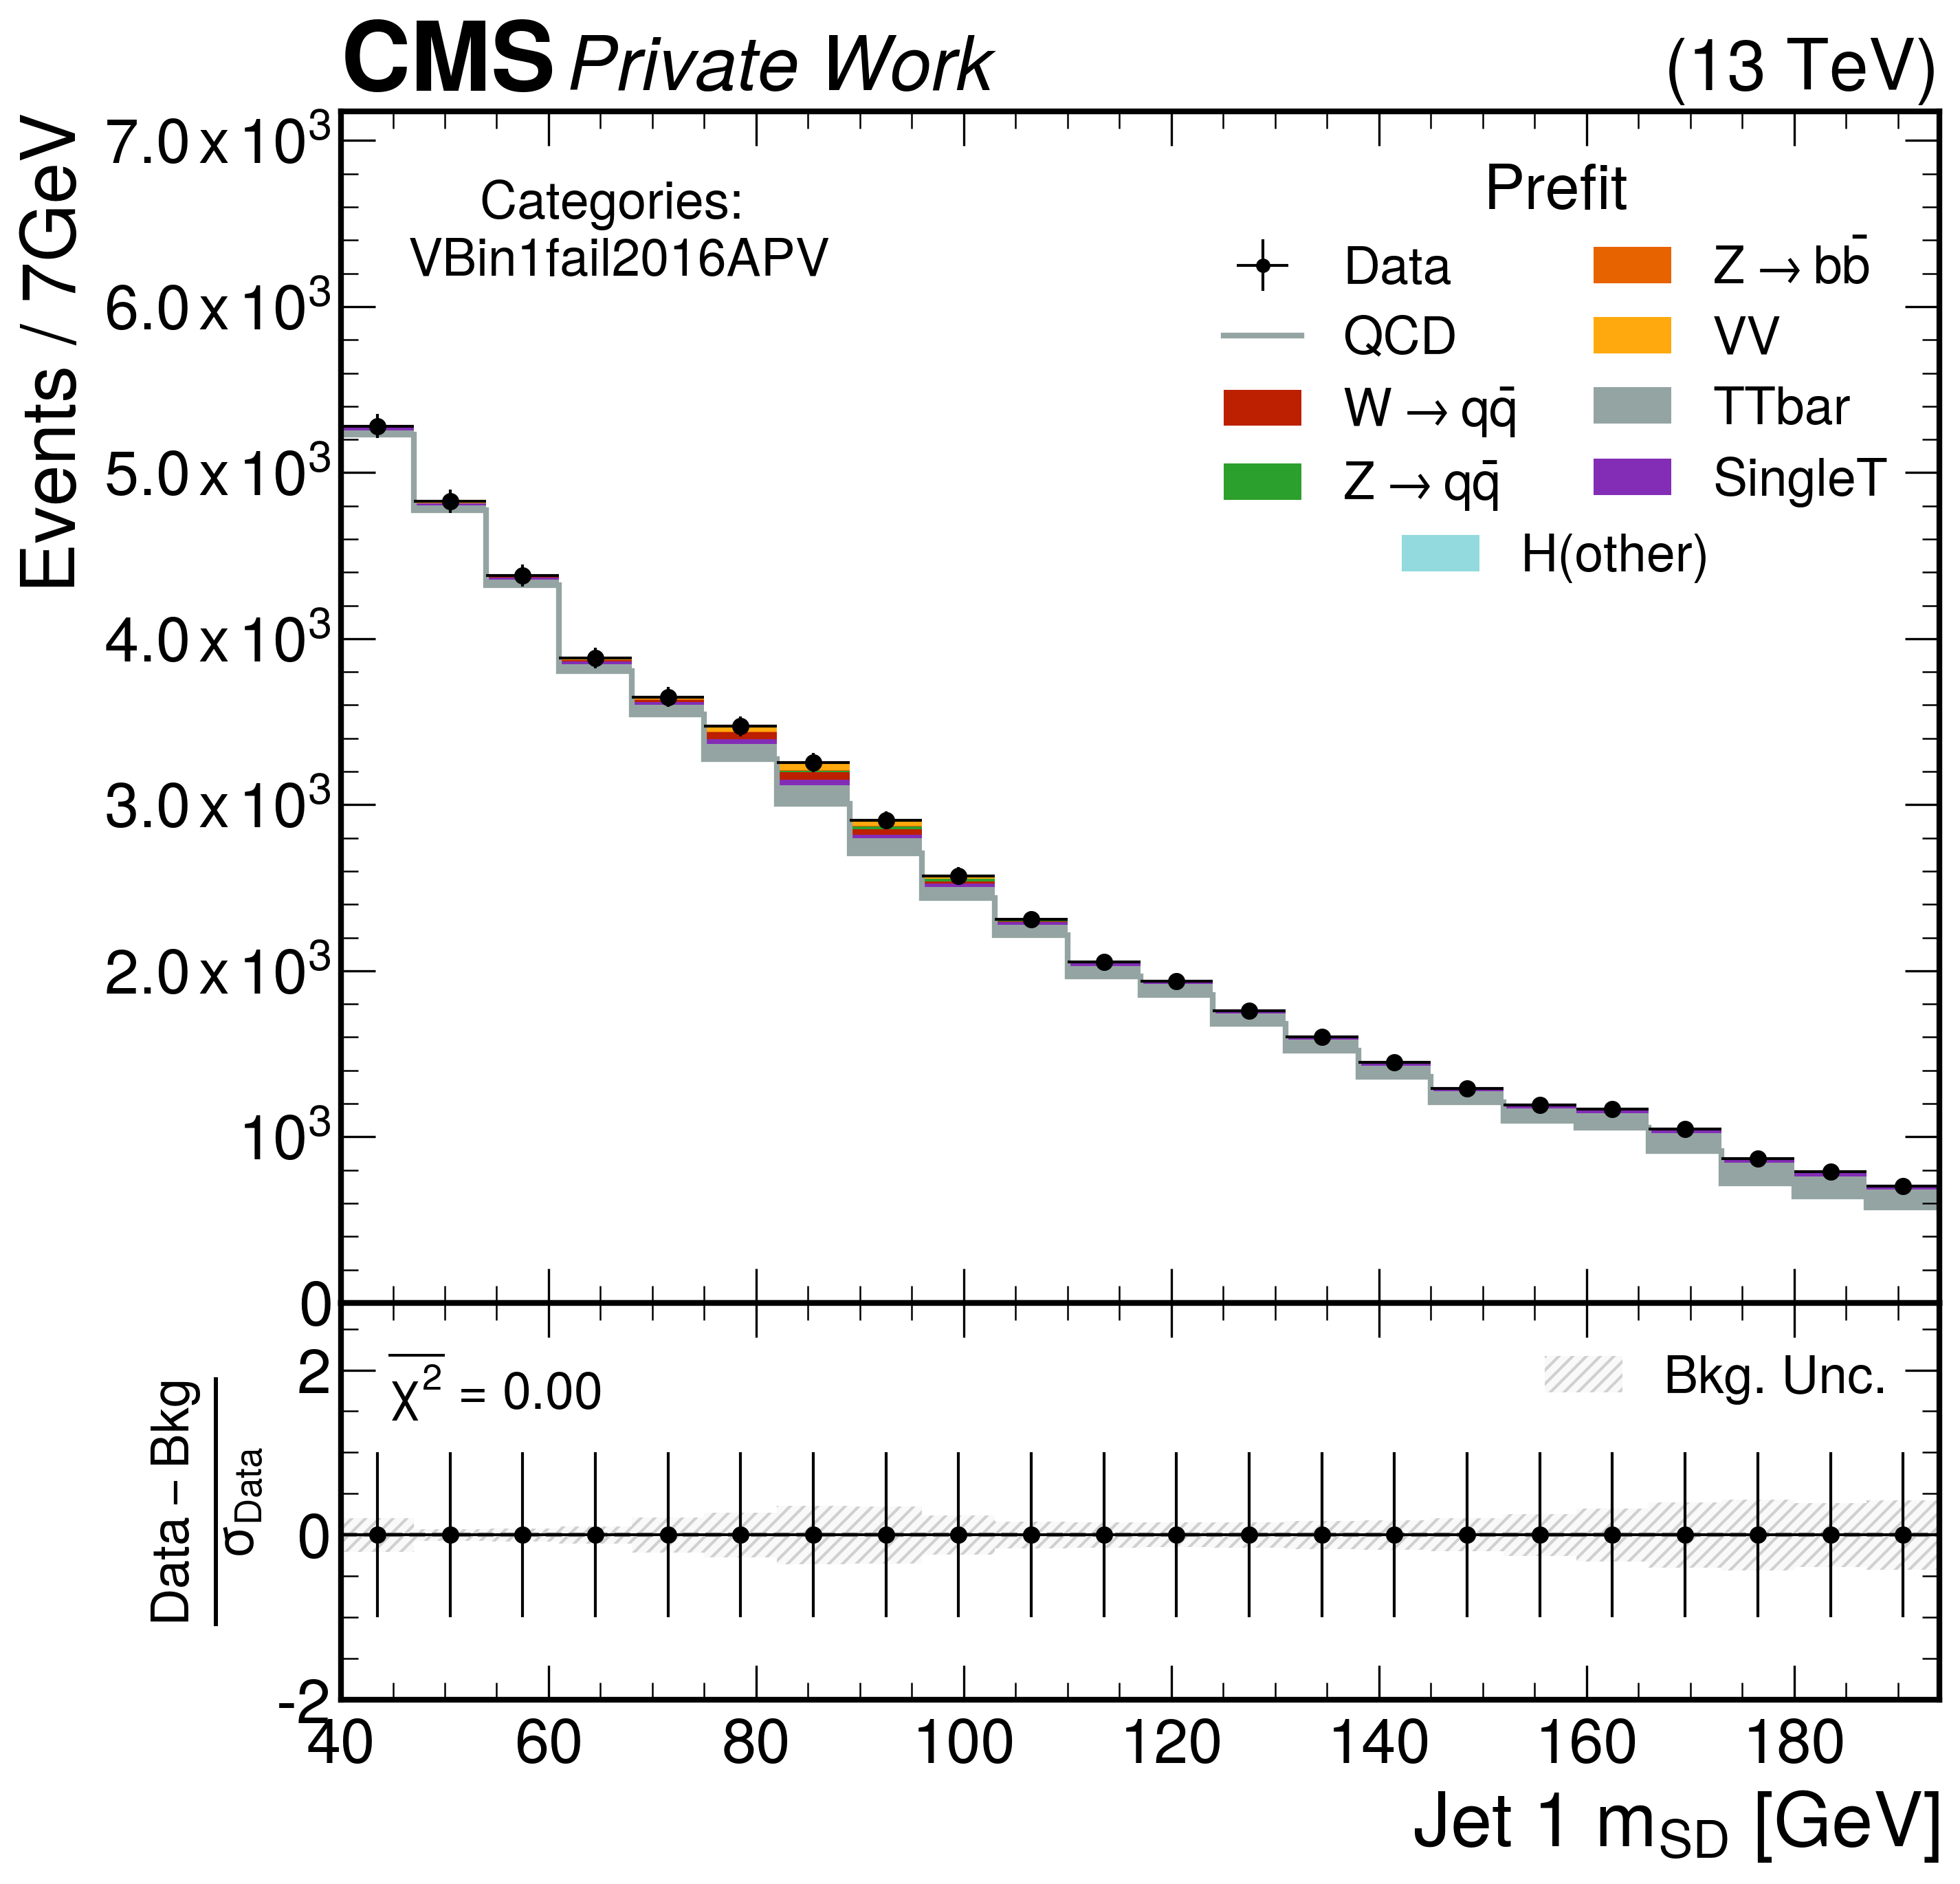 CMS Private Work (13 TeV)
Events / 7GeV
7.0 x 10³
6.0 x 10³
5.0 x 10³
4.0 x 10³
3.0 x 10³
2.0 x 10³
10³
0
Categories:
VBin1fail2016APV
Prefit
Data
QCD
W → qq̄
Z → qq̄
Z → bb̄
VV
TTbar
SingleT
H(other)
Data – Bkg
σ_Data
2
0
-2
χ̅² = 0.00
Bkg. Unc.
40 60 80 100 120 140 160 180
Jet 1 m_SD [GeV]